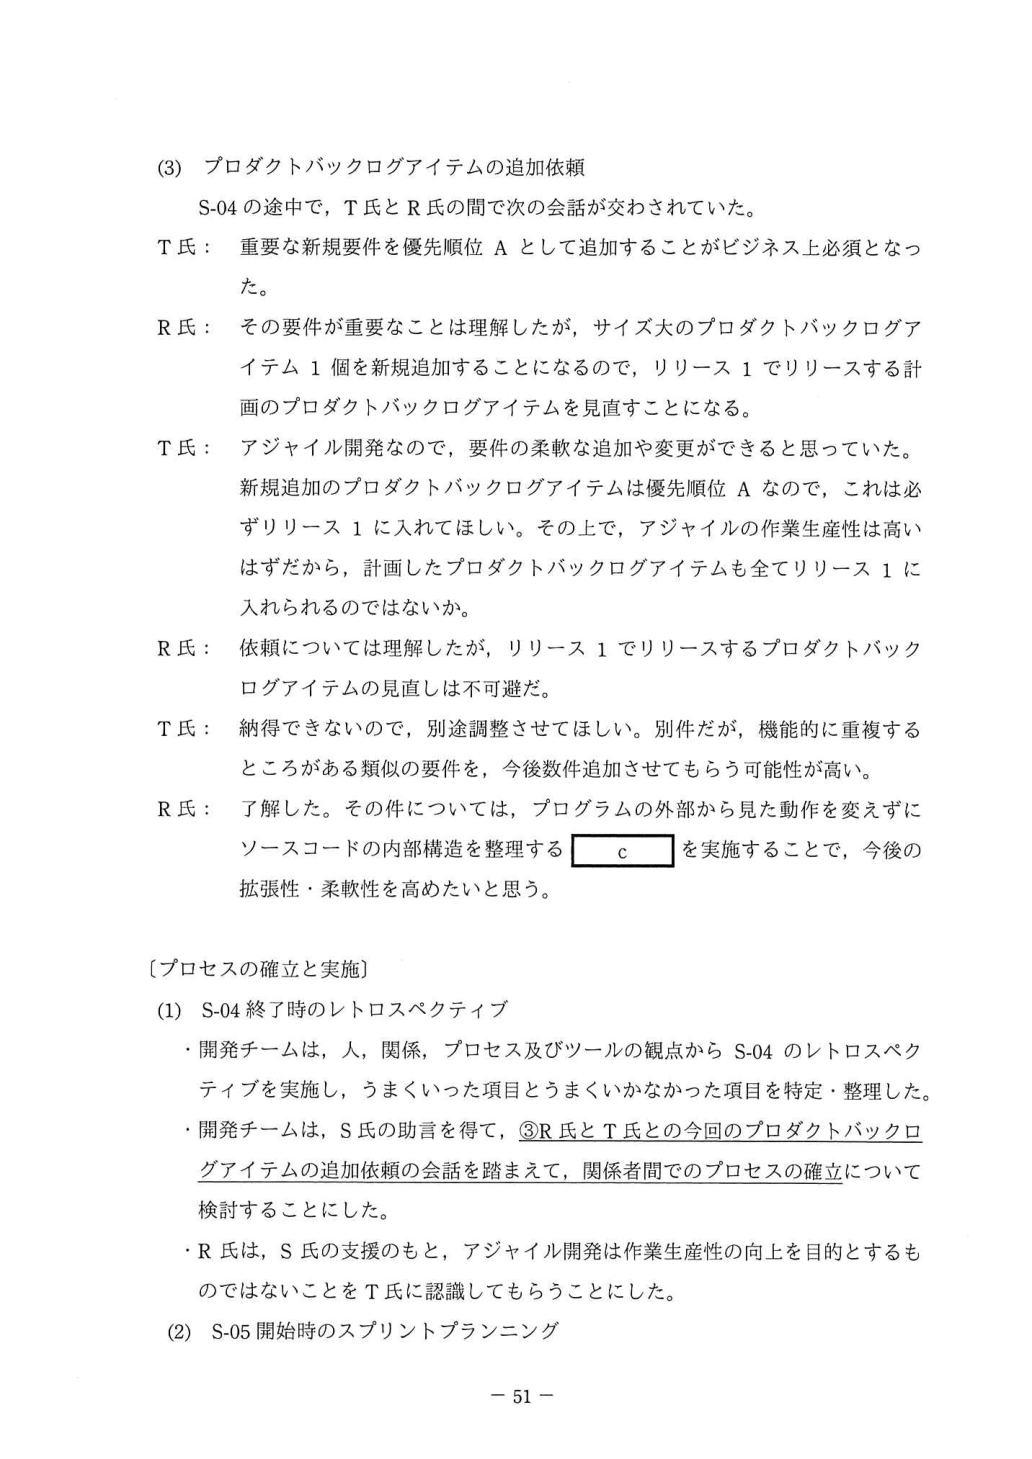 (3) プロダクトバックログアイテムの追加依頼
S-04 の途中で，T 氏と R 氏の間で次の会話が交わされていた。
T 氏： 重要な新規要件を優先順位 A として追加することがビジネス上必須となっ
た。
R 氏： その要件が重要なことは理解したが，サイズ大のプロダクトバックログア
イテム 1 個を新規追加することになるので，リリース 1 でリリースする計
画のプロダクトバックログアイテムを見直すことになる。
T 氏： アジャイル開発なので，要件の柔軟な追加や変更ができると思っていた。
新規追加のプロダクトバックログアイテムは優先順位 A なので，これは必
ずリリース 1 に入れてほしい。その上で，アジャイルの作業生産性は高い
はずだから，計画したプロダクトバックログアイテムも全てリリース 1 に
入れられるのではないか。
R 氏： 依頼については理解したが，リリース 1 でリリースするプロダクトバック
ログアイテムの見直しは不可避だ。
T 氏： 納得できないので，別途調整させてほしい。別件だが，機能的に重複する
ところがある類似の要件を，今後数件追加させてもらう可能性が高い。
R 氏： 了解した。その件については，プログラムの外部から見た動作を変えずに
ソースコードの内部構造を整理する c を実施することで，今後の
拡張性・柔軟性を高めたいと思う。
〔プロセスの確立と実施〕
(1) S-04 終了時のレトロスペクティブ
・開発チームは，人，関係，プロセス及びツールの観点から S-04 のレトロスペク
ティブを実施し，うまくいった項目とうまくいかなかった項目を特定・整理した。
・開発チームは，S 氏の助言を得て，③R 氏と T 氏との今回のプロダクトバックロ
グアイテムの追加依頼の会話を踏まえて，関係者間でのプロセスの確立について
検討することにした。
・R 氏は，S 氏の支援のもと，アジャイル開発は作業生産性の向上を目的とするも
のではないことを T 氏に認識してもらうことにした。
(2) S-05 開始時のスプリントプランニング
－ 51 －